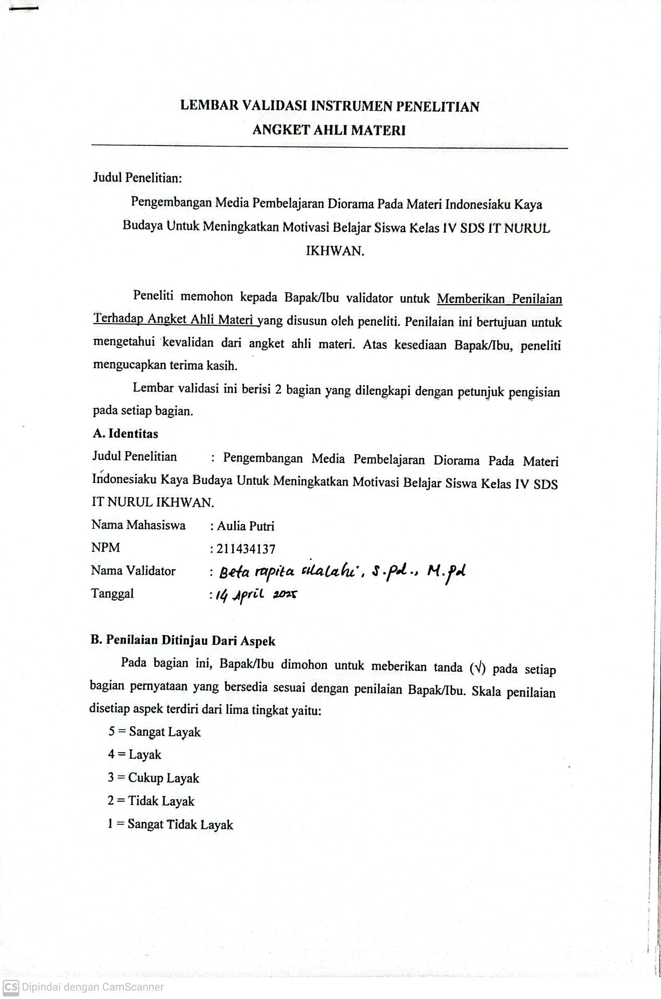 LEMBAR VALIDASI INSTRUMEN PENELITIAN
ANGKET AHLI MATERI
Judul Penelitian:
Pengembangan Media Pembelajaran Diorama Pada Materi Indonesiaku Kaya
Budaya Untuk Meningkatkan Motivasi Belajar Siswa Kelas IV SDS IT NURUL
IKHWAN.
Peneliti memohon kepada Bapak/Ibu validator untuk Memberikan Penilaian
Terhadap Angket Ahli Materi yang disusun oleh peneliti. Penilaian ini bertujuan untuk
mengetahui kevalidan dari angket ahli materi. Atas kesediaan Bapak/Ibu, peneliti
mengucapkan terima kasih.
Lembar validasi ini berisi 2 bagian yang dilengkapi dengan petunjuk pengisian
pada setiap bagian.
A. Identitas
Judul Penelitian : Pengembangan Media Pembelajaran Diorama Pada Materi
Indonesiaku Kaya Budaya Untuk Meningkatkan Motivasi Belajar Siswa Kelas IV SDS
IT NURUL IKHWAN.
Nama Mahasiswa : Aulia Putri
NPM : 211434137
Nama Validator : Beta rapita silalahi, S.Pd., M.Pd
Tanggal : 14 April 2025
B. Penilaian Ditinjau Dari Aspek
Pada bagian ini, Bapak/Ibu dimohon untuk meberikan tanda (√) pada setiap
bagian pernyataan yang bersedia sesuai dengan penilaian Bapak/Ibu. Skala penilaian
disetiap aspek terdiri dari lima tingkat yaitu:
5 = Sangat Layak
4 = Layak
3 = Cukup Layak
2 = Tidak Layak
1 = Sangat Tidak Layak
CS Dipindai dengan CamScanner